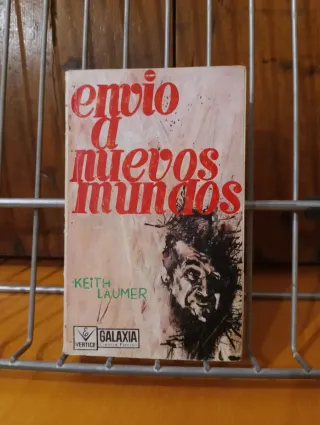 envio
a
nuevos
mundos
KEITH
LAUMER
VERTICE
GALAXIA